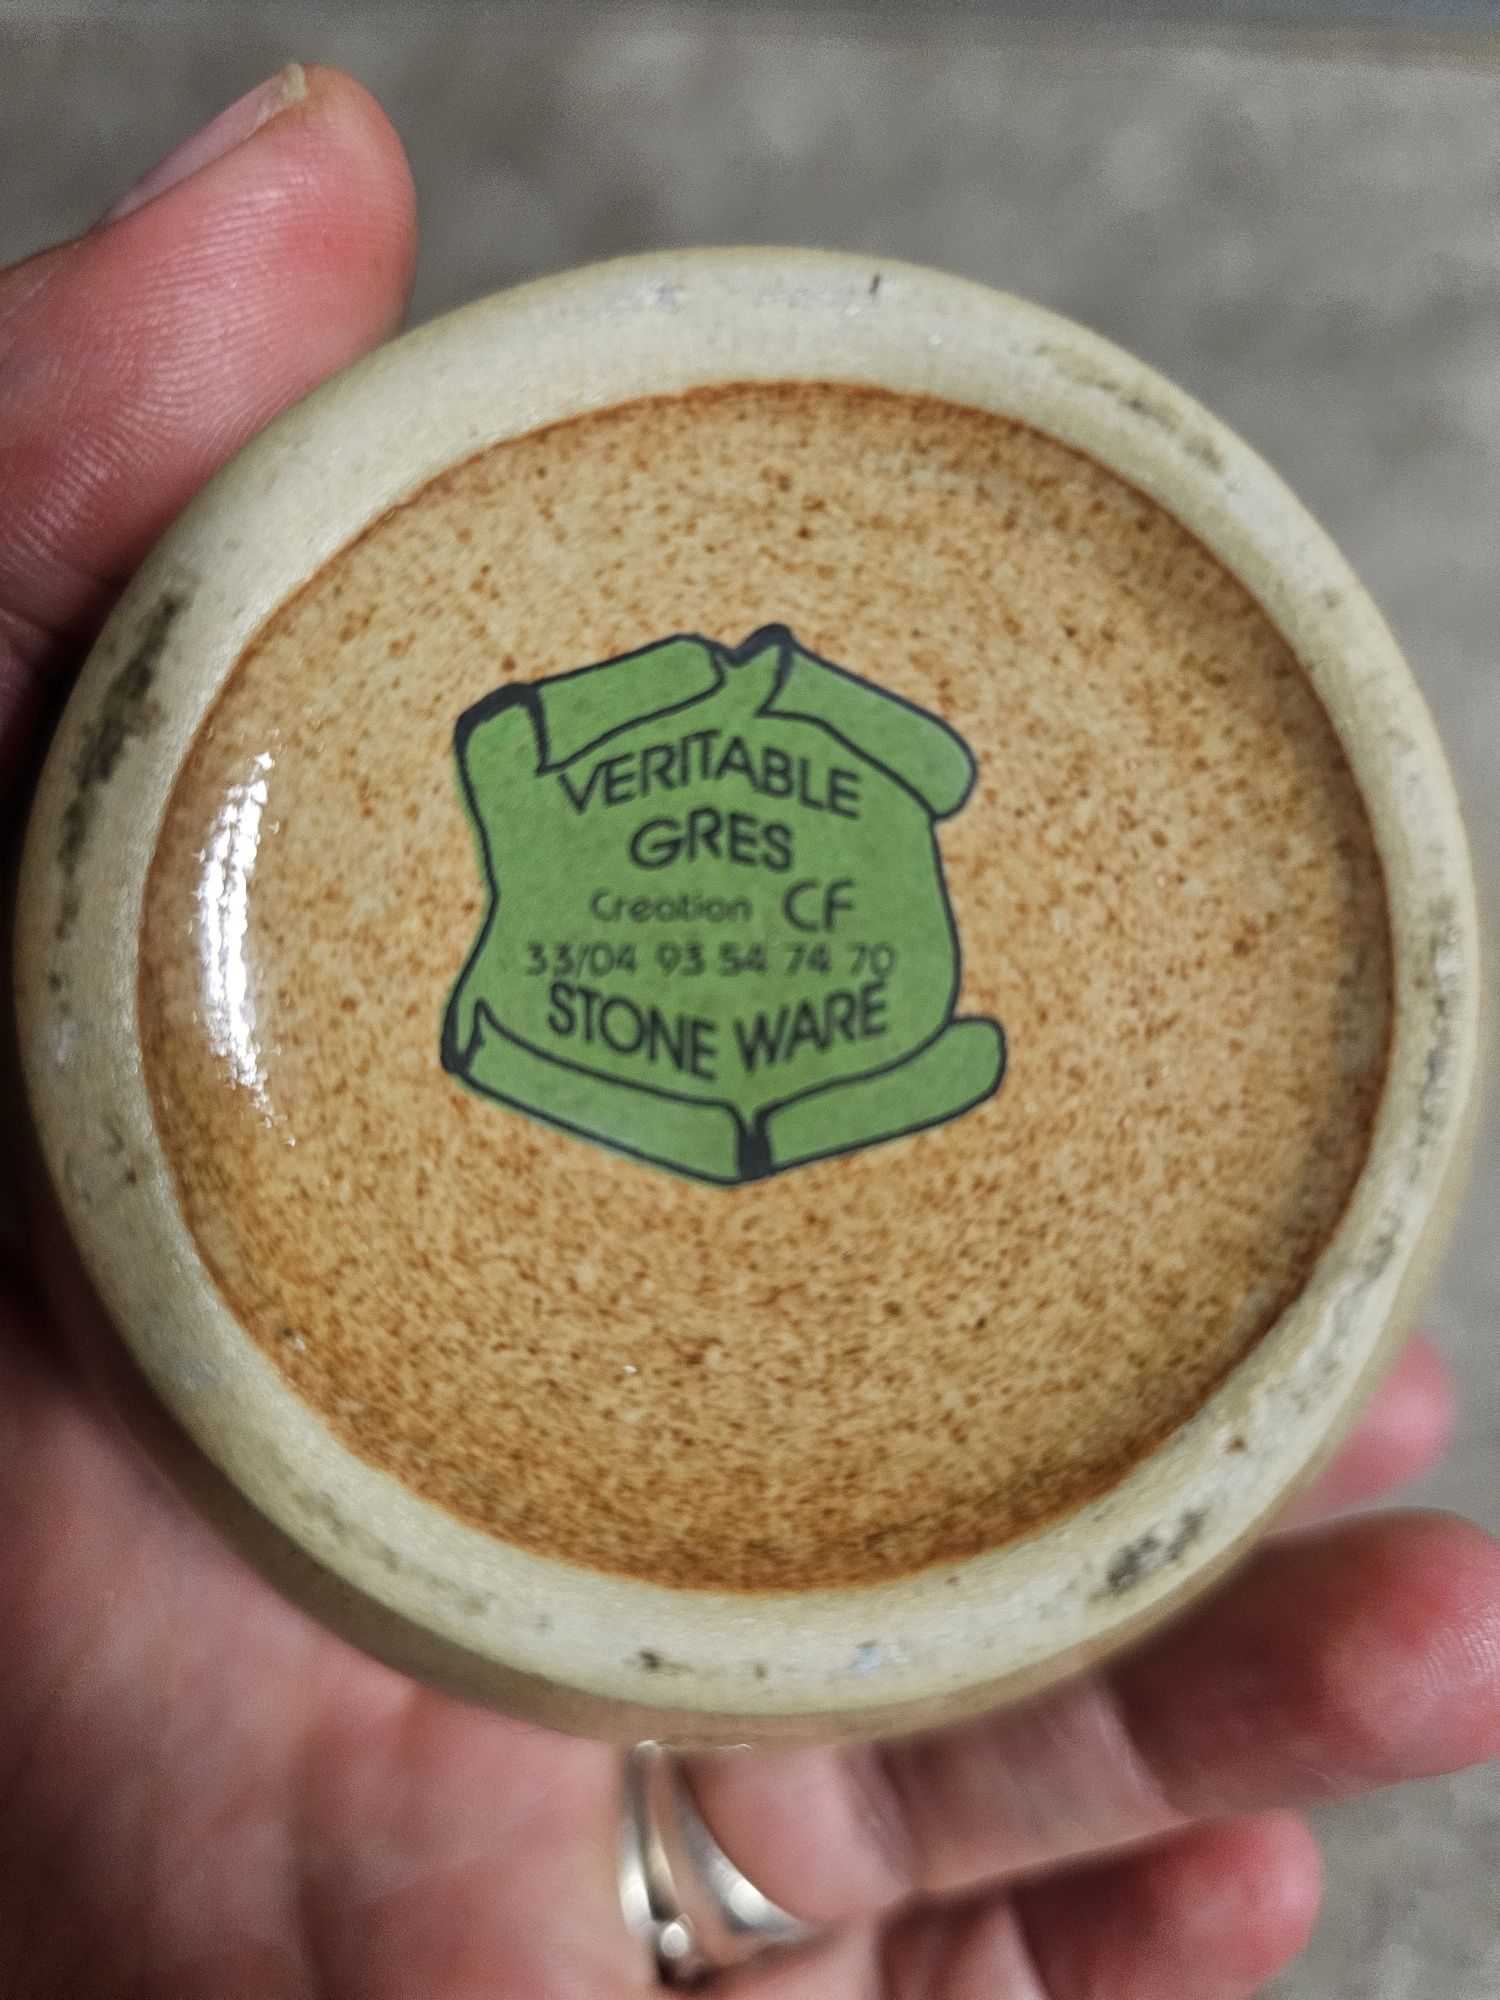 VERITABLE
GRES
Creation CF
33/04 93 54 74 70
STONE WARE